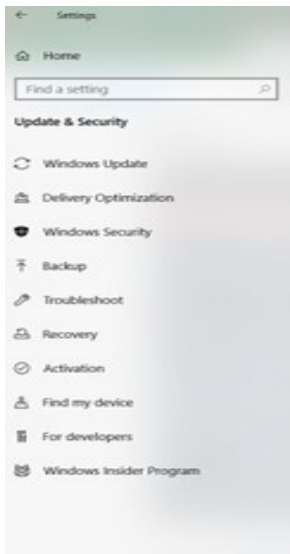 Settings
Home
Find a setting
Update & Security
Windows Update
Delivery Optimization
Windows Security
Backup
Troubleshoot
Recovery
Activation
Find my device
For developers
Windows Insider Program